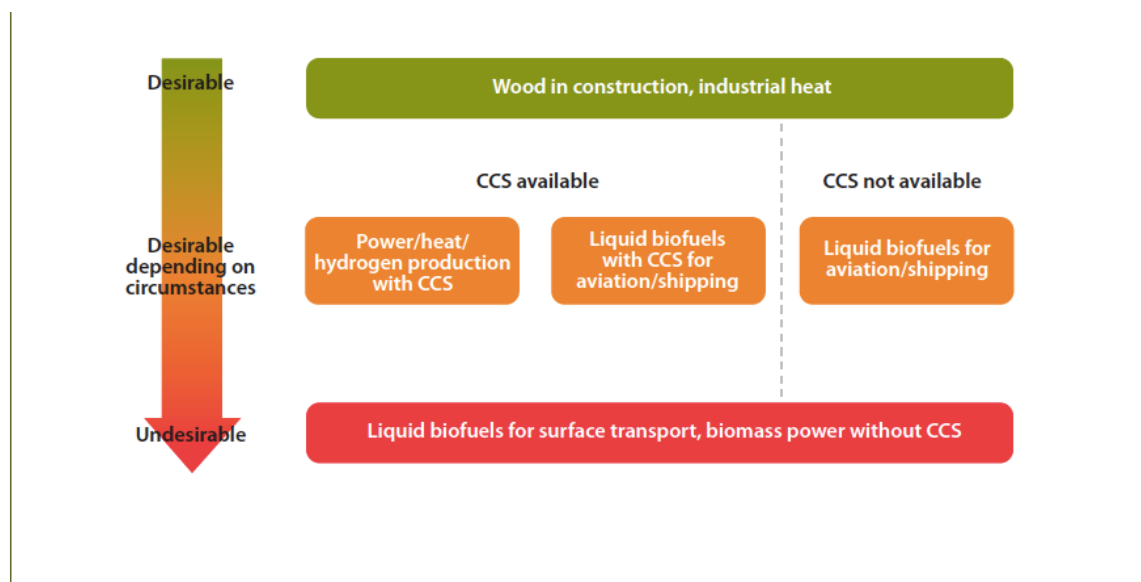 Desirable
Wood in construction, industrial heat
CCS available
CCS not available
Desirable
depending on
circumstances
Power/heat/
hydrogen production
with CCS
Liquid biofuels
with CCS for
aviation/shipping
Liquid biofuels for
aviation/shipping
Undesirable
Liquid biofuels for surface transport, biomass power without CCS